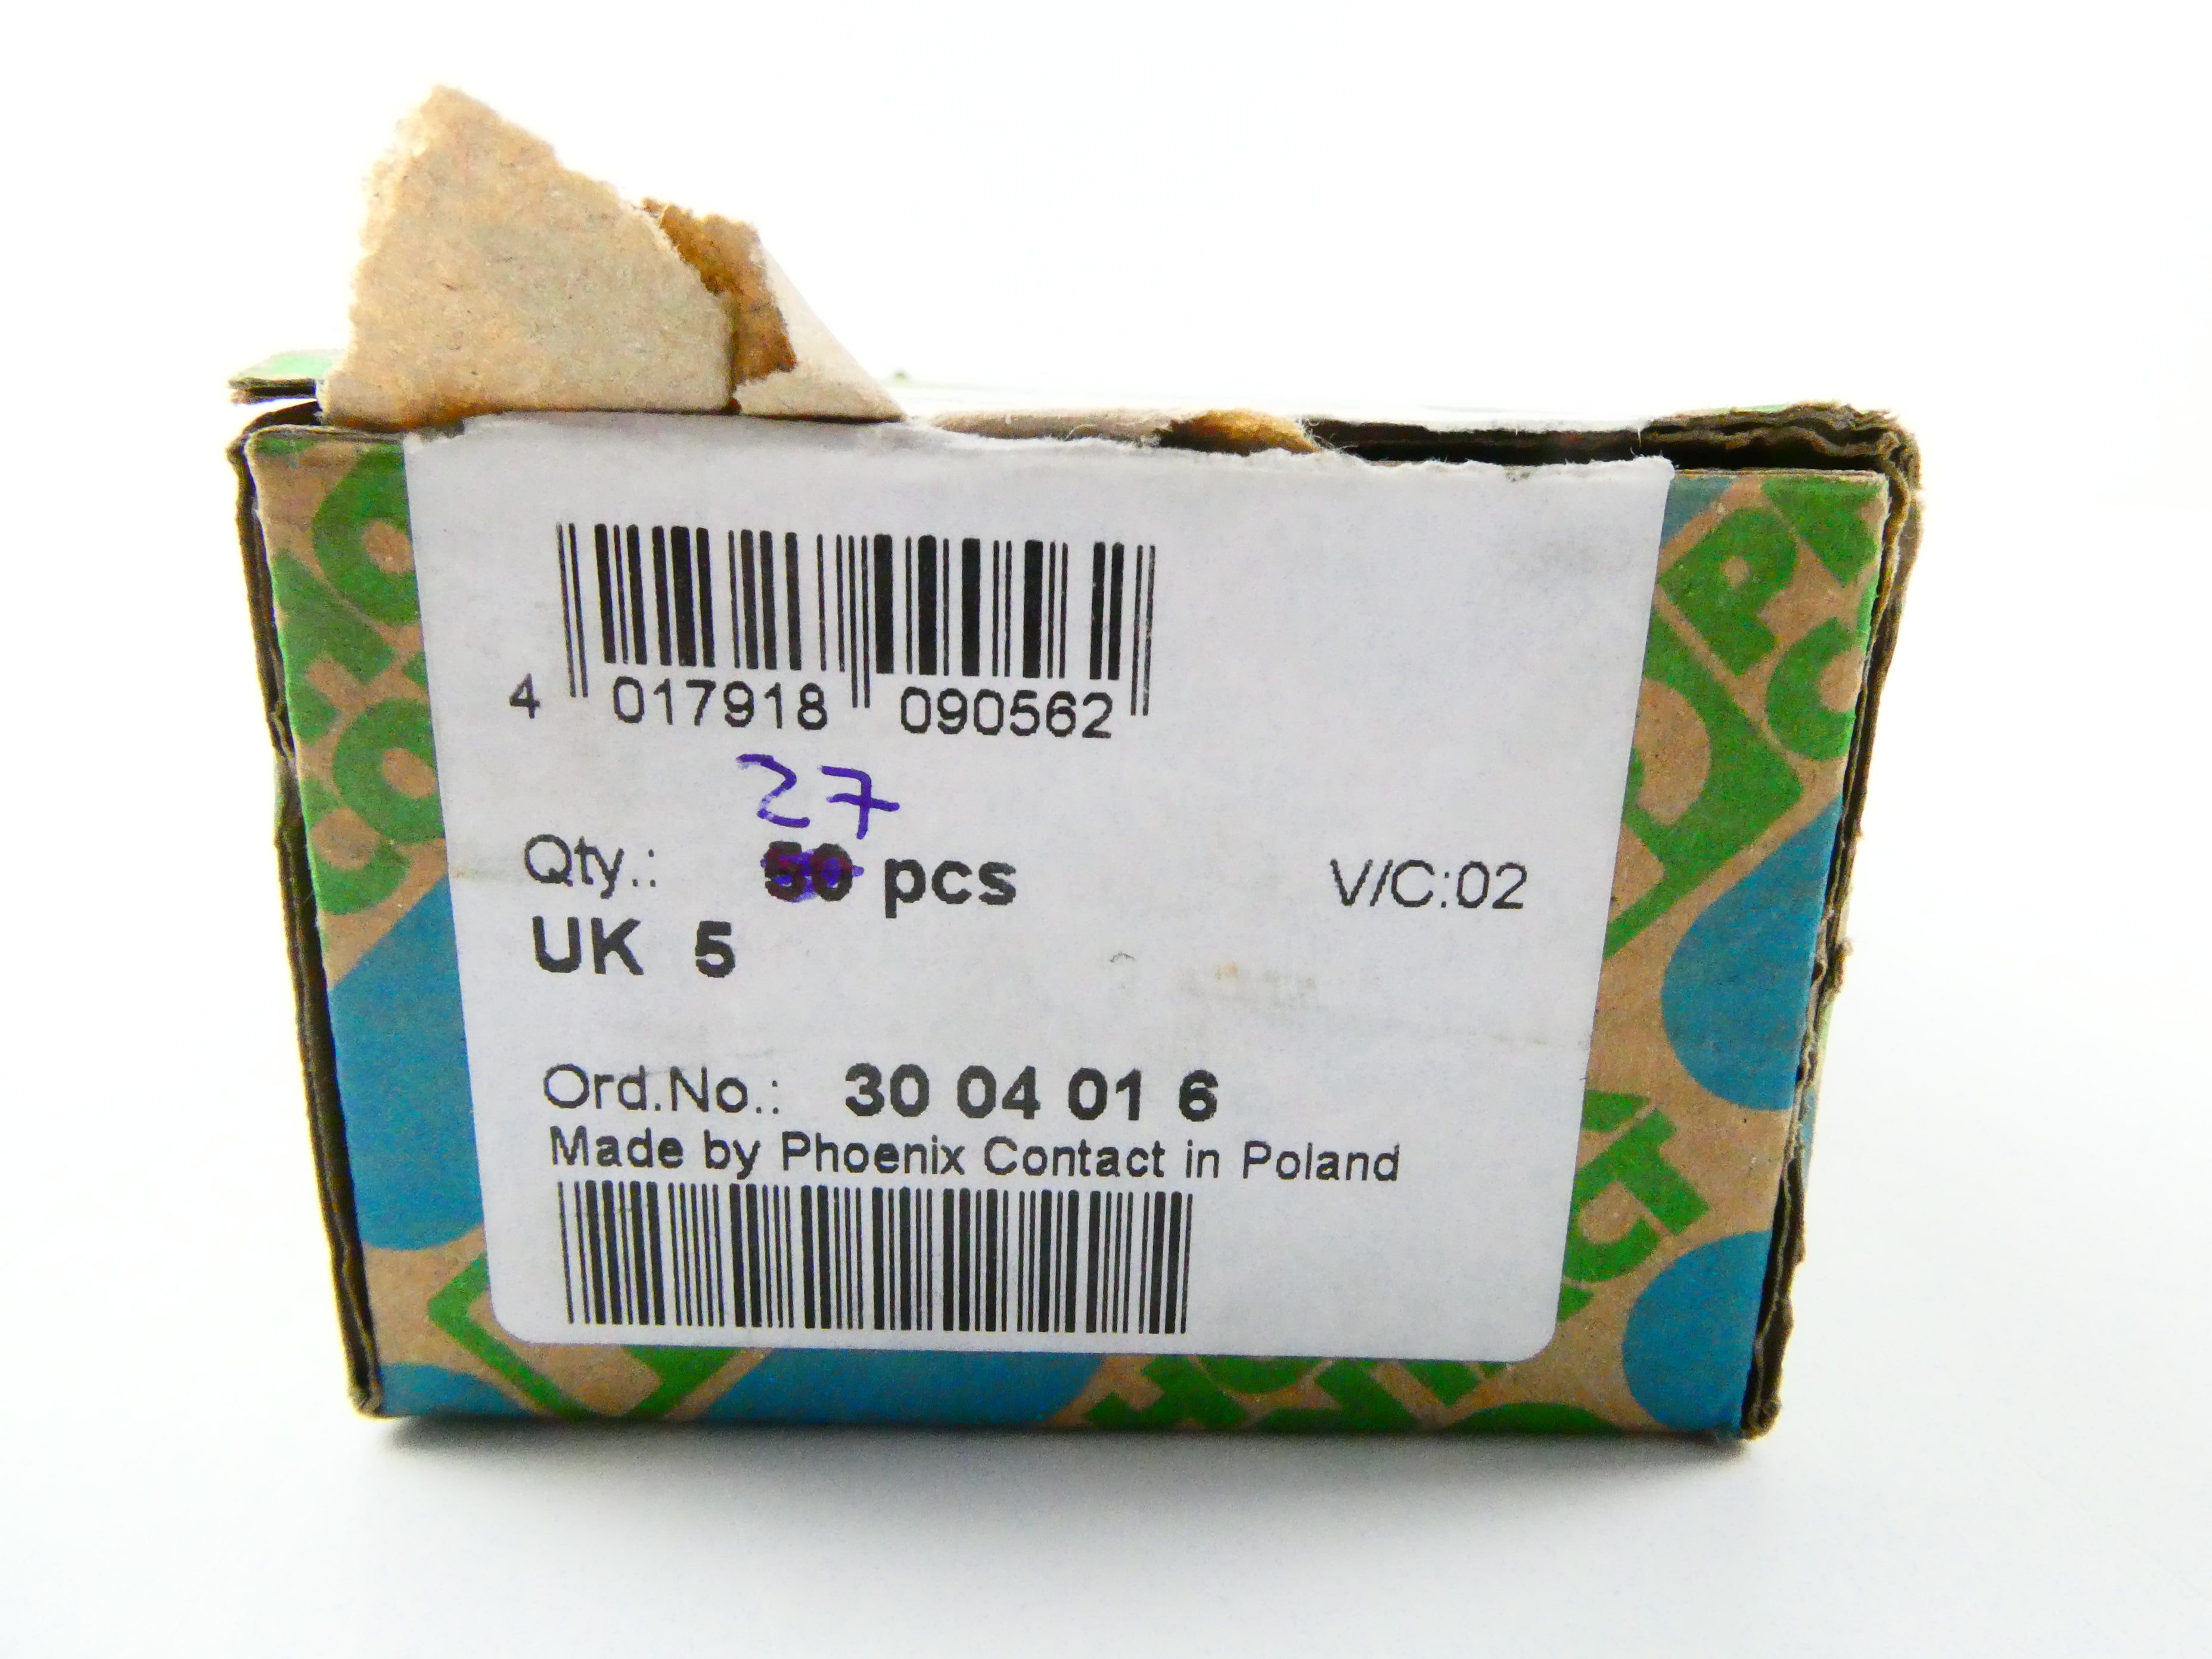 4 017918 090562
27
Qty.: 50 pcs V/C:02
UK 5
Ord.No.: 30 04 01 6
Made by Phoenix Contact in Poland